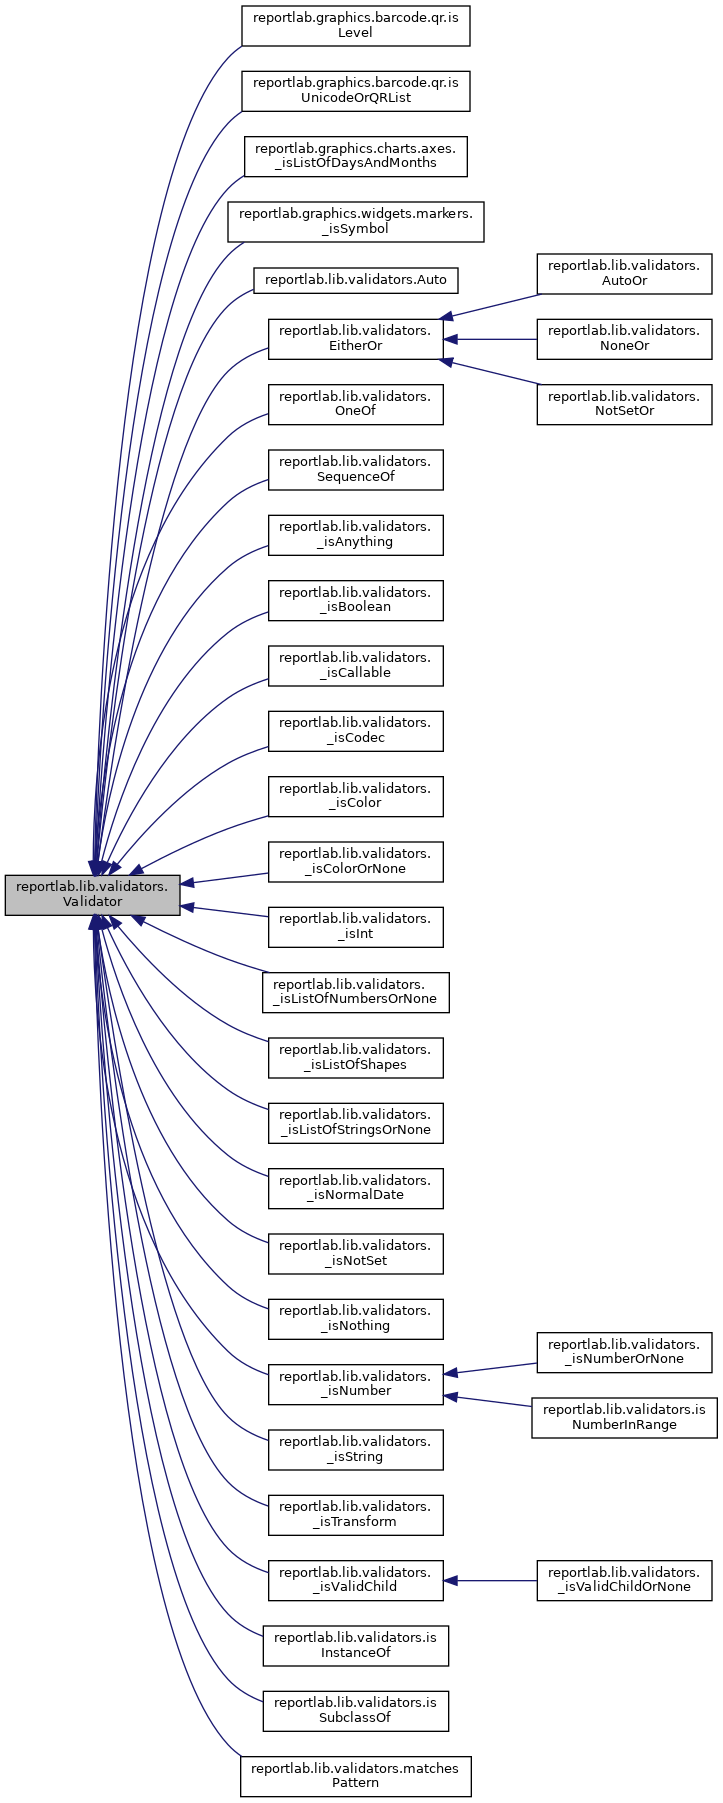 reportlab.graphics.barcode.qr.is
Level
reportlab.graphics.barcode.qr.is
UnicodeOrQRList
reportlab.graphics.charts.axes.
_isListOfDaysAndMonths
reportlab.graphics.widgets.markers.
_isSymbol
reportlab.lib.validators.Auto
reportlab.lib.validators.
EitherOr
reportlab.lib.validators.
AutoOr
reportlab.lib.validators.
NoneOr
reportlab.lib.validators.
NotSetOr
reportlab.lib.validators.
OneOf
reportlab.lib.validators.
SequenceOf
reportlab.lib.validators.
_isAnything
reportlab.lib.validators.
_isBoolean
reportlab.lib.validators.
_isCallable
reportlab.lib.validators.
_isCodec
reportlab.lib.validators.
_isColor
reportlab.lib.validators.
_isColorOrNone
reportlab.lib.validators.
Validator
reportlab.lib.validators.
_isInt
reportlab.lib.validators.
_isListOfNumbersOrNone
reportlab.lib.validators.
_isListOfShapes
reportlab.lib.validators.
_isListOfStringsOrNone
reportlab.lib.validators.
_isNormalDate
reportlab.lib.validators.
_isNotSet
reportlab.lib.validators.
_isNothing
reportlab.lib.validators.
_isNumber
reportlab.lib.validators.
_isNumberOrNone
reportlab.lib.validators.is
NumberInRange
reportlab.lib.validators.
_isString
reportlab.lib.validators.
_isTransform
reportlab.lib.validators.
_isValidChild
reportlab.lib.validators.
_isValidChildOrNone
reportlab.lib.validators.is
InstanceOf
reportlab.lib.validators.is
SubclassOf
reportlab.lib.validators.matches
Pattern